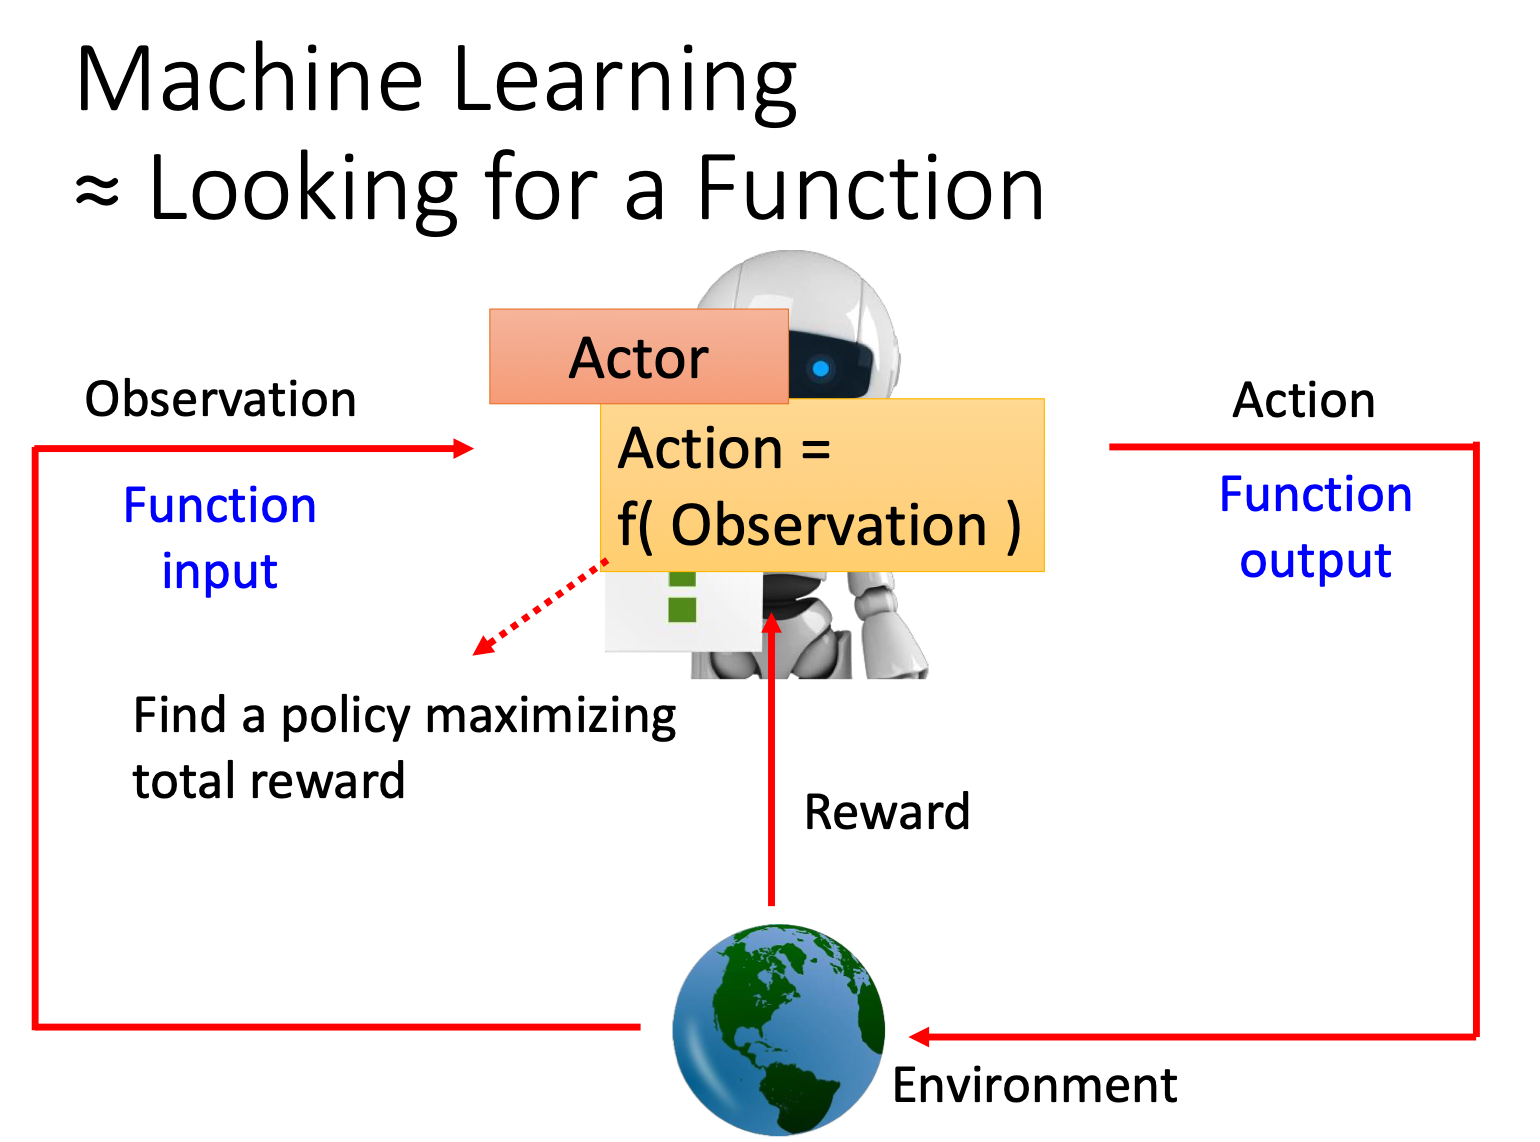 Machine Learning
≈ Looking for a Function
Actor
Observation
Action
Action =
f( Observation )
Function
input
Function
output
Find a policy maximizing
total reward
Reward
Environment